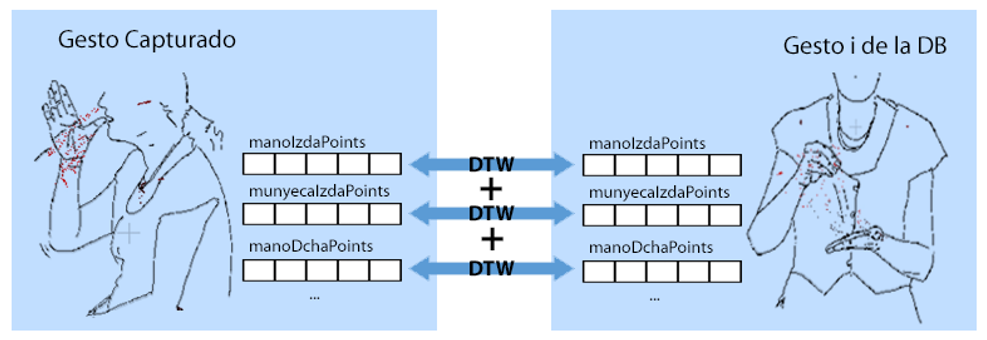 Gesto Capturado
manoIzdaPoints
munyecaIzdaPoints
manoDchaPoints
...
DTW
+
DTW
+
DTW
Gesto i de la DB
manoIzdaPoints
munyecaIzdaPoints
manoDchaPoints
...